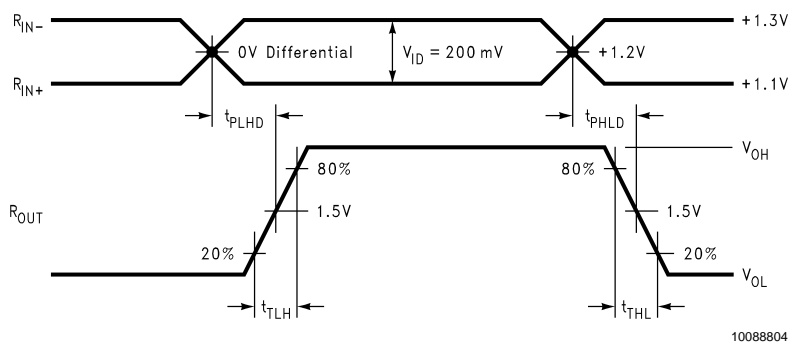 RIN- 0V Differential VID = 200 mV +1.2V +1.3V
RIN+ +1.1V
tPLHD tPHLD
VOH
80% 80%
ROUT 1.5V 1.5V
20% 20%
VOL
tTLH tTHL
10088804